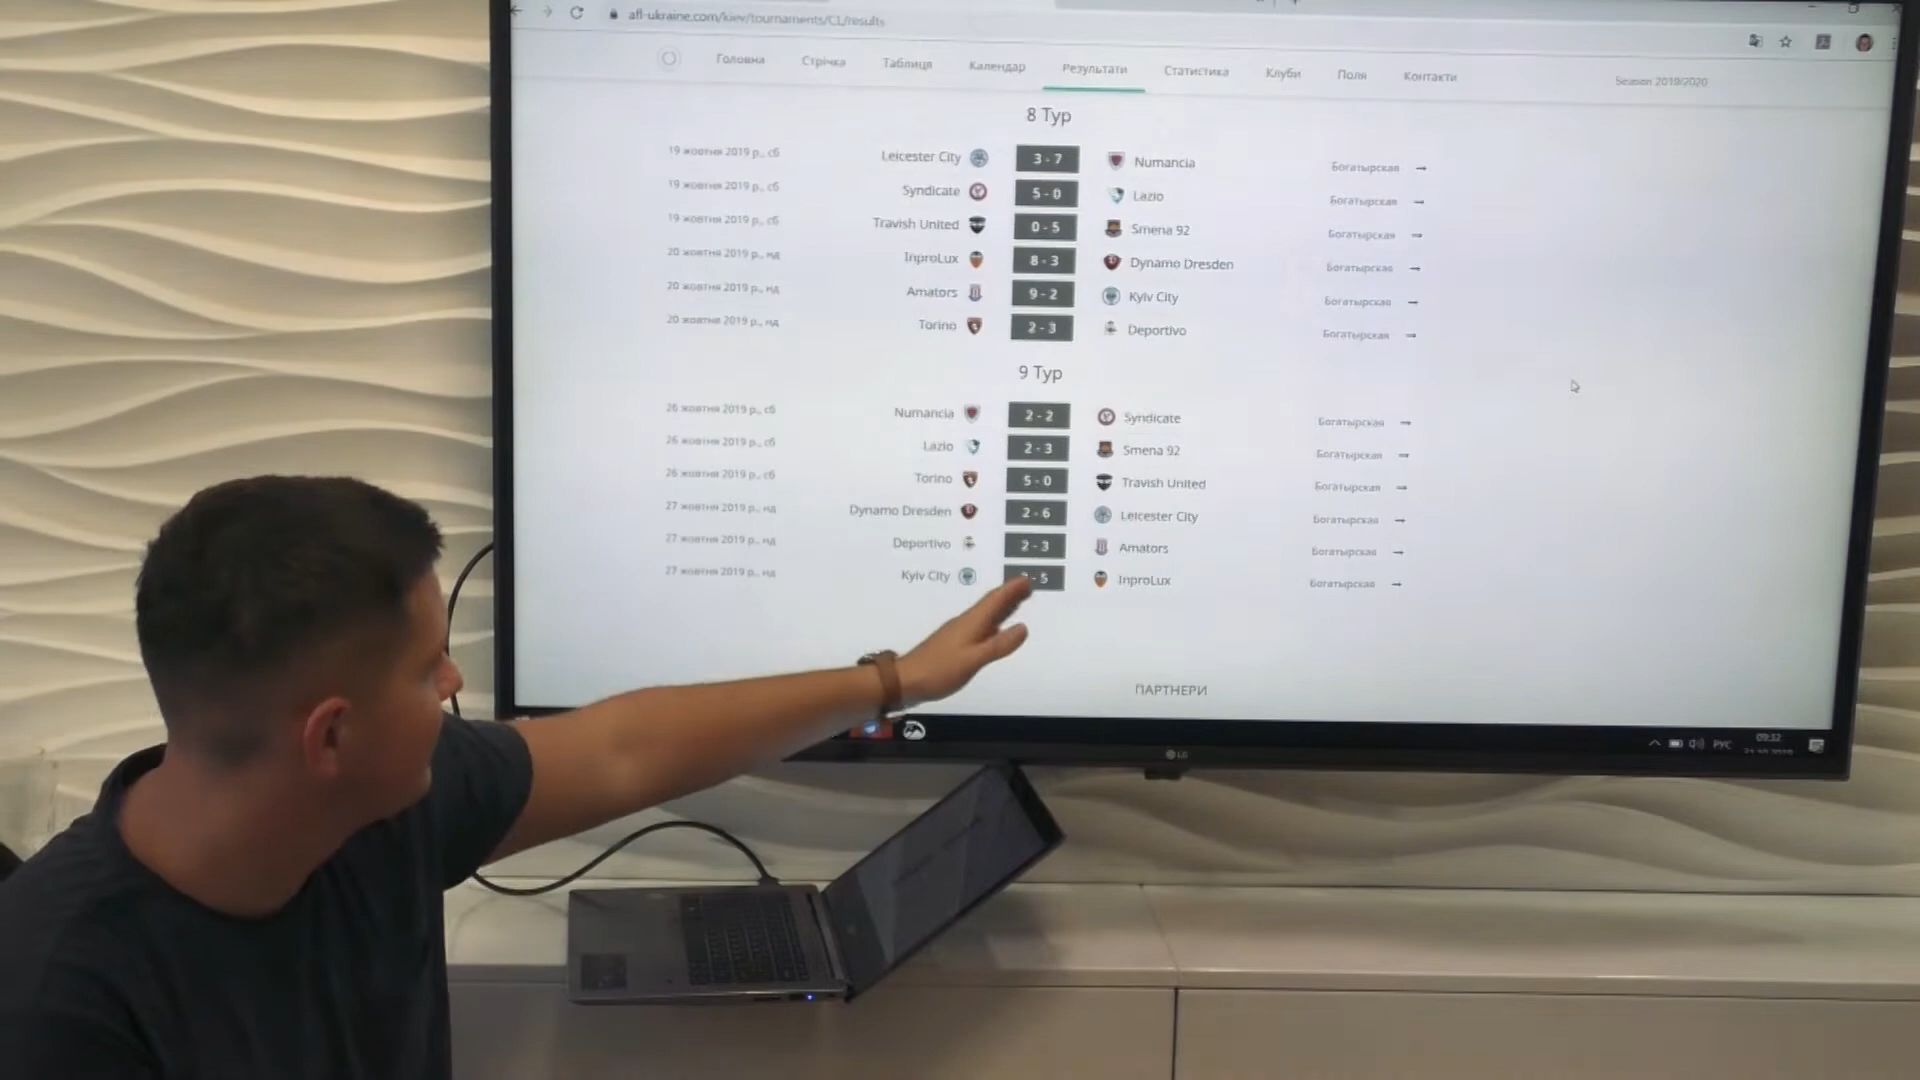 afl-ukraine.com/kiev/tournaments/CL/results
Головна Стрічка Таблиця Календар Результати Статистика Клуби Поля Контакти Season 2019/2020
8 Тур
19 жовтня 2019 р., сб Leicester City 3 - 7 Numancia Богатырская →
19 жовтня 2019 р., сб Syndicate 5 - 0 Lazio Богатырская →
19 жовтня 2019 р., сб Travish United 0 - 5 Smena 92 Богатырская →
20 жовтня 2019 р., нд InproLux 8 - 3 Dynamo Dresden Богатырская →
20 жовтня 2019 р., нд Amators 9 - 2 Kyiv City Богатырская →
20 жовтня 2019 р., нд Torino 2 - 3 Deportivo Богатырская →
9 Тур
26 жовтня 2019 р., сб Numancia 2 - 2 Syndicate Богатырская →
26 жовтня 2019 р., сб Lazio 2 - 3 Smena 92 Богатырская →
26 жовтня 2019 р., сб Torino 5 - 0 Travish United Богатырская →
27 жовтня 2019 р., нд Dynamo Dresden 2 - 6 Leicester City Богатырская →
27 жовтня 2019 р., нд Deportivo 2 - 3 Amators Богатырская →
27 жовтня 2019 р., нд Kyiv City - 5 InproLux Богатырская →
ПАРТНЕРИ
РУС 09:32
LG